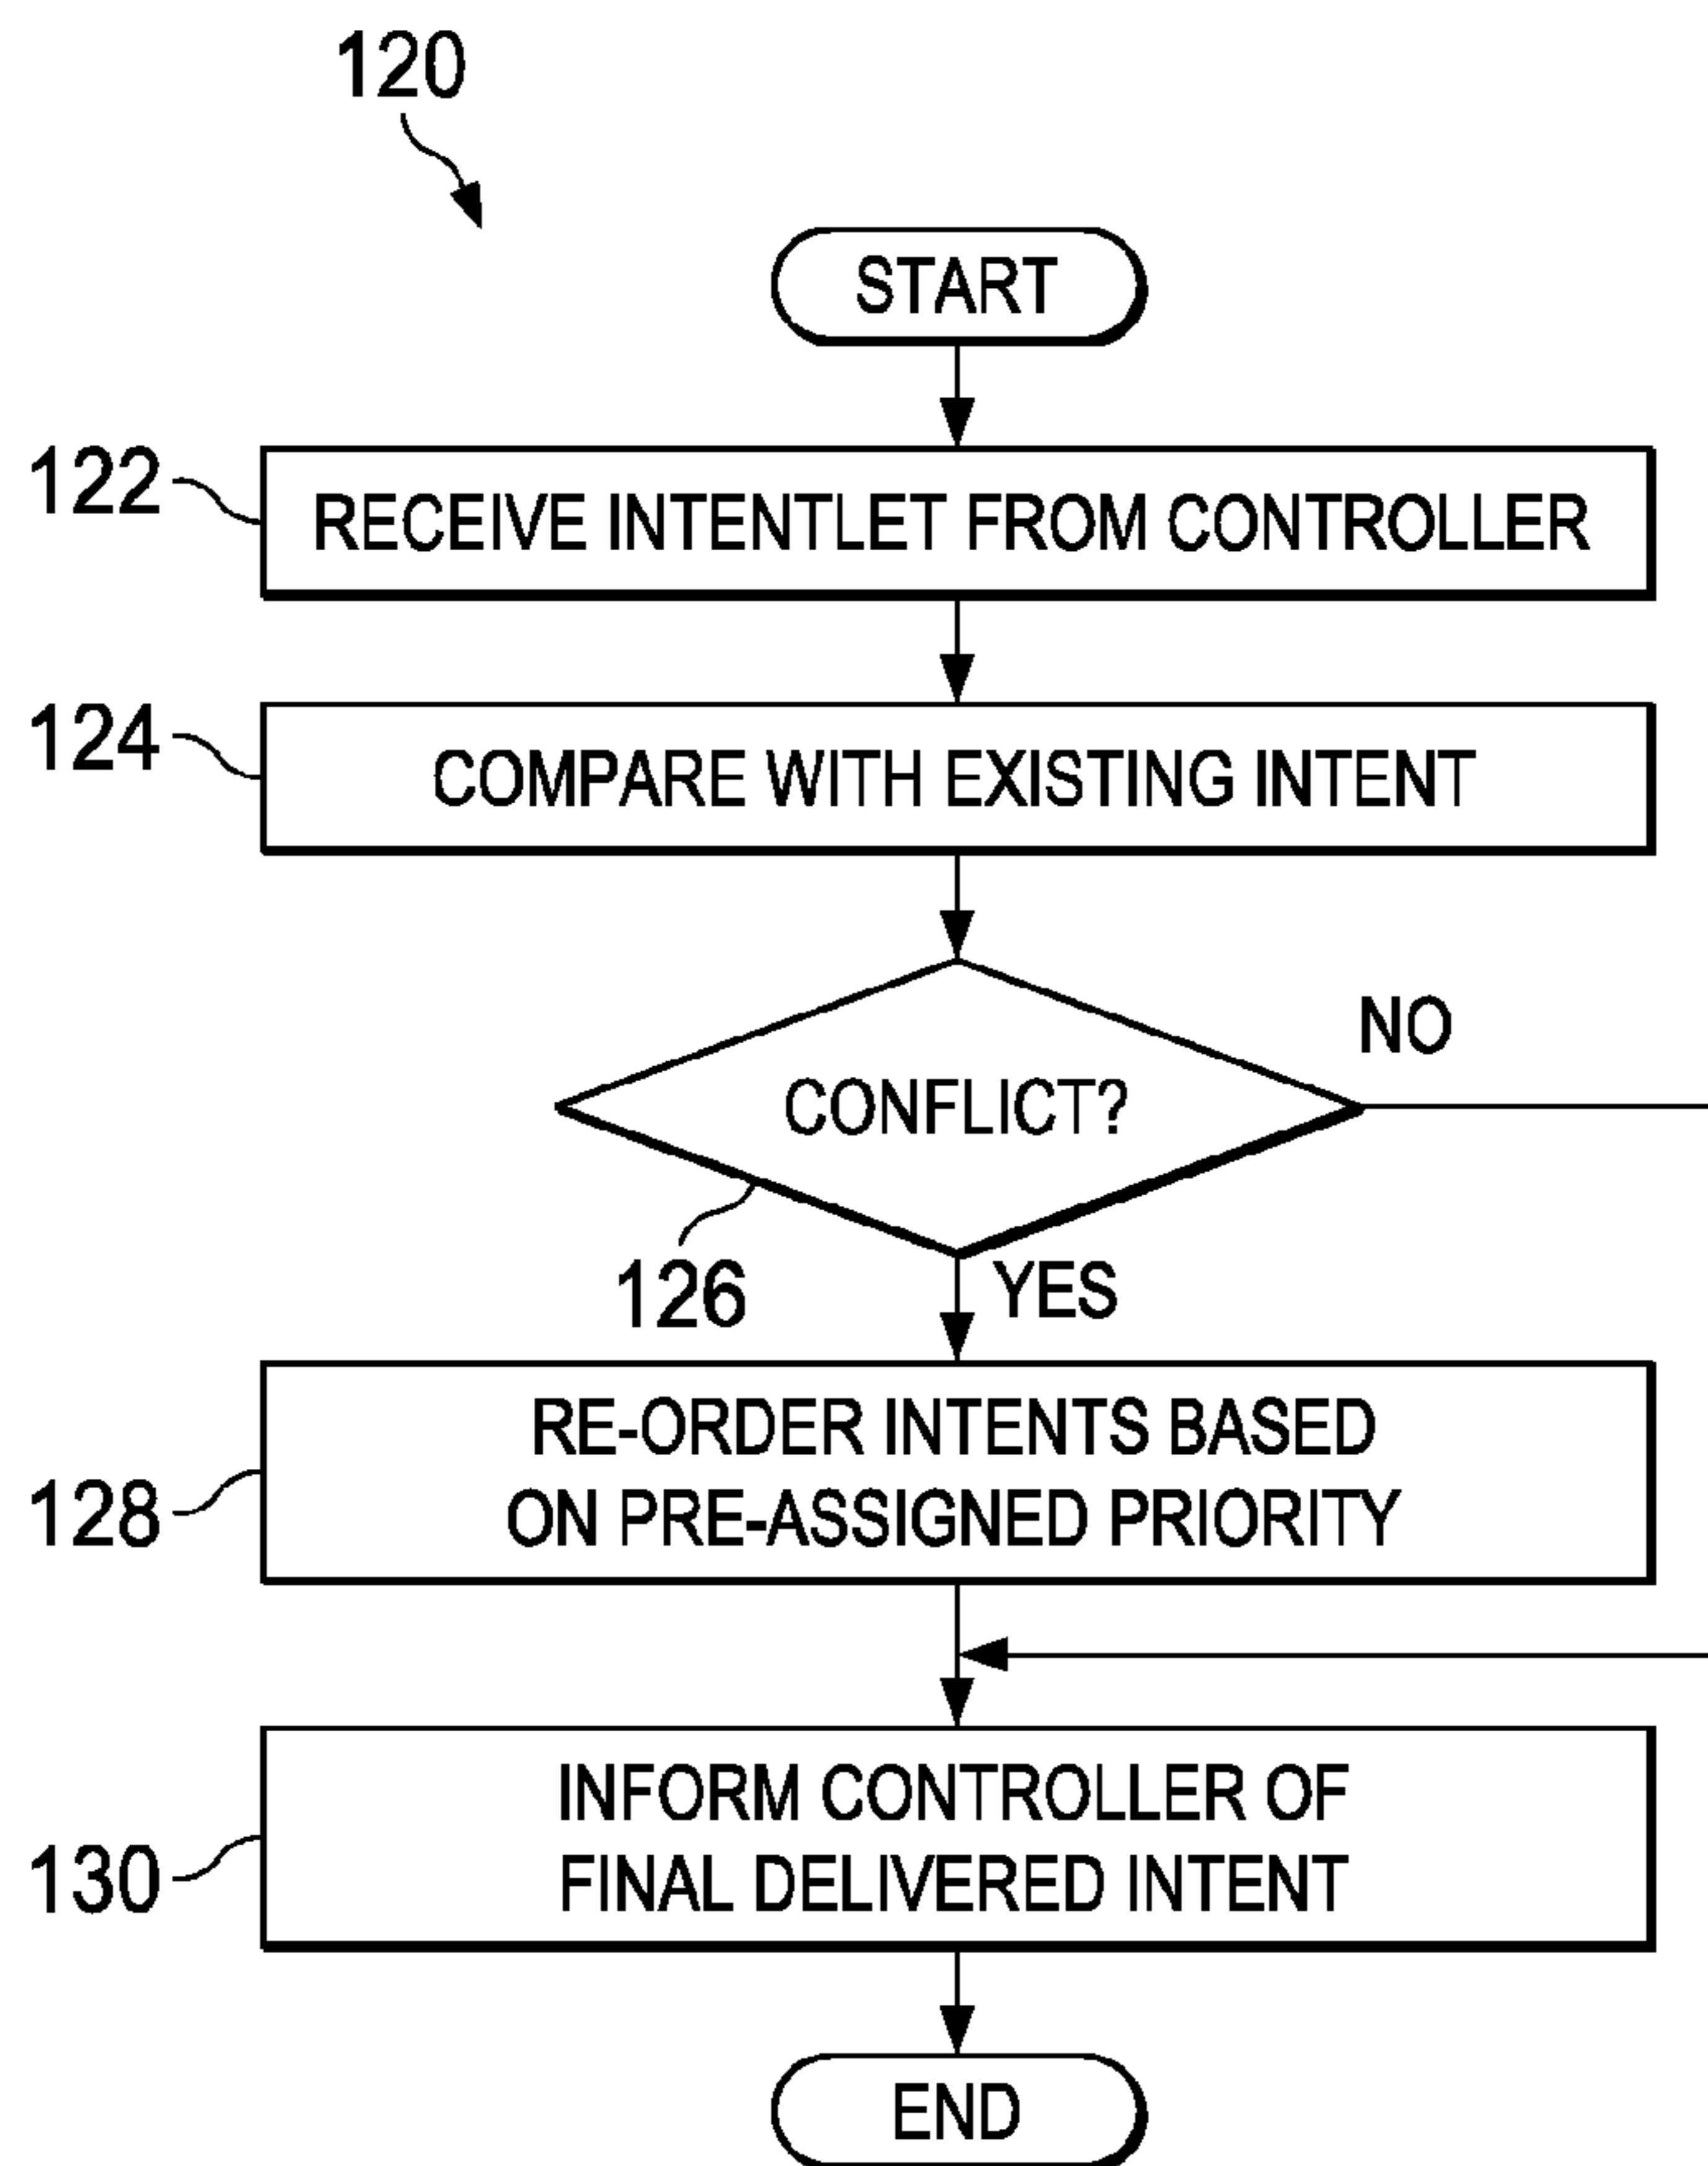 120
START
122
RECEIVE INTENTLET FROM CONTROLLER
124
COMPARE WITH EXISTING INTENT
NO
CONFLICT?
126
YES
RE-ORDER INTENTS BASED
ON PRE-ASSIGNED PRIORITY
128
INFORM CONTROLLER OF
FINAL DELIVERED INTENT
130
END